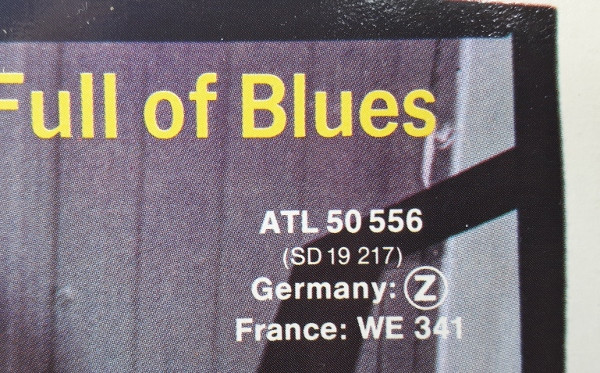 Full of Blues
ATL 50 556
(SD 19 217)
Germany: Ⓩ
France: WE 341